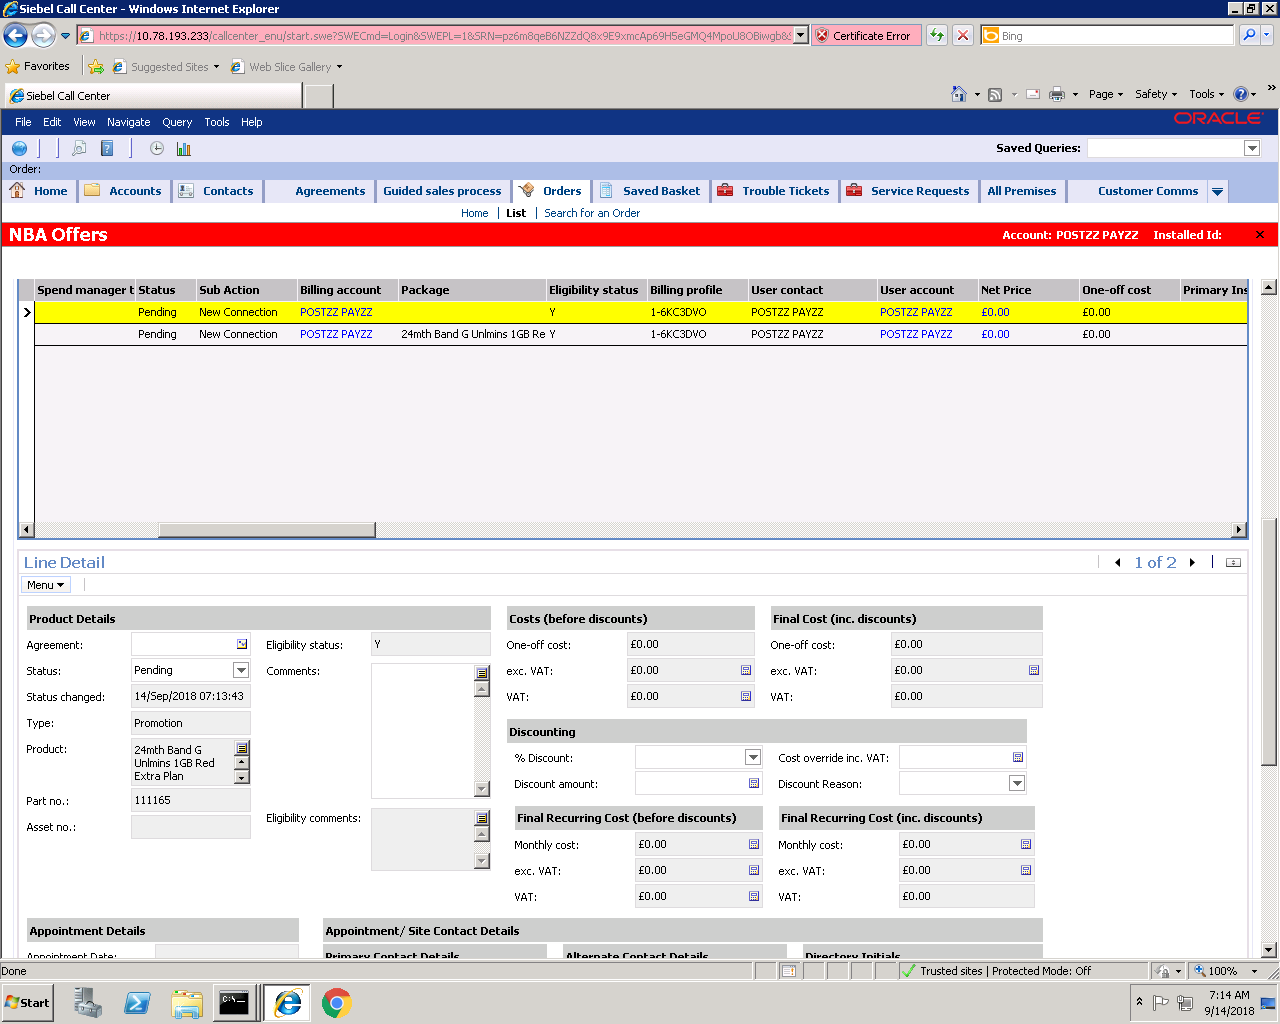 Siebel Call Center - Windows Internet Explorer
https://10.78.193.233/callcenter_enu/start.swe?SWECmd=Login&SWEPL=1&SRN=pz6m8qeB6NZZdQ8x9E9xmcAp69H5eGMQ4MpoU8OBiwgb& Certificate Error Bing
Favorites Suggested Sites Web Slice Gallery
Siebel Call Center Page Safety Tools
File Edit View Navigate Query Tools Help ORACLE
Saved Queries:
Order:
Home Accounts Contacts Agreements Guided sales process Orders Saved Basket Trouble Tickets Service Requests All Premises Customer Comms
Home List Search for an Order
NBA Offers Account: POSTZZ PAYZZ Installed Id:
Spend manager t Status Sub Action Billing account Package Eligibility status Billing profile User contact User account Net Price One-off cost Primary Ins
Pending New Connection POSTZZ PAYZZ Y 1-6KC3DVO POSTZZ PAYZZ POSTZZ PAYZZ £0.00 £0.00
Pending New Connection POSTZZ PAYZZ 24mth Band G Unlmins 1GB Re Y 1-6KC3DVO POSTZZ PAYZZ POSTZZ PAYZZ £0.00 £0.00
Line Detail 1 of 2
Menu
Product Details Costs (before discounts) Final Cost (inc. discounts)
Agreement: Eligibility status: Y One-off cost: £0.00 One-off cost: £0.00
Status: Pending Comments: exc. VAT: £0.00 exc. VAT: £0.00
Status changed: 14/Sep/2018 07:13:43 VAT: £0.00 VAT: £0.00
Type: Promotion
Discounting
Product: 24mth Band G
Unlmins 1GB Red
Extra Plan
% Discount: Cost override inc. VAT:
Discount amount: Discount Reason:
Part no.: 111165
Asset no.: Eligibility comments: Final Recurring Cost (before discounts) Final Recurring Cost (inc. discounts)
Monthly cost: £0.00 Monthly cost: £0.00
exc. VAT: £0.00 exc. VAT: £0.00
VAT: £0.00 VAT: £0.00
Appointment Details Appointment/ Site Contact Details
Appointment Date: Primary Contact Details Alternate Contact Details Directory Initials
Done Trusted sites | Protected Mode: Off 100%
Start 7:14 AM
9/14/2018